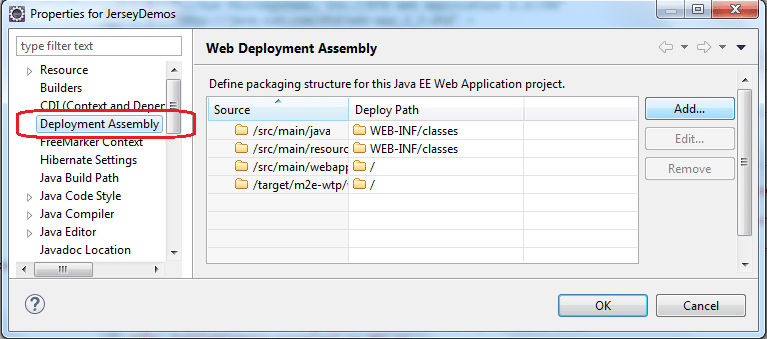 Properties for JerseyDemos
type filter text
Resource
Builders
CDI (Context and Deper
Deployment Assembly
FreeMarker Context
Hibernate Settings
Java Build Path
Java Code Style
Java Compiler
Java Editor
Javadoc Location
Web Deployment Assembly
Define packaging structure for this Java EE Web Application project.
Source Deploy Path
/src/main/java WEB-INF/classes
/src/main/resourc WEB-INF/classes
/src/main/webapp /
/target/m2e-wtp/ /
Add...
Edit...
Remove
OK Cancel